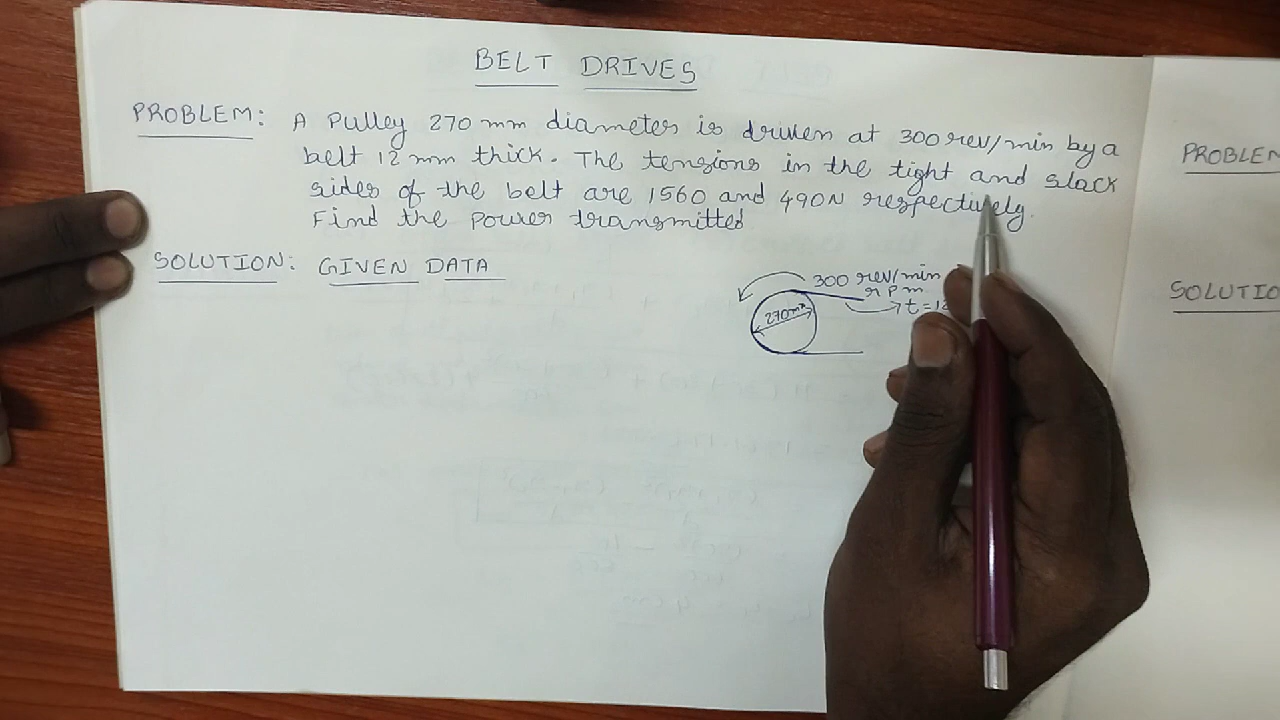 BELT DRIVES
PROBLEM: A Pulley 270 mm diameter is driven at 300 rev/min by a
belt 12 mm thick. The tensions in the tight and slack
sides of the belt are 1560 and 490N respectively.
Find the power transmitted
SOLUTION: GIVEN DATA
300 rev/min
r P m
270mm
t=12
PROBLEM
SOLUTIO